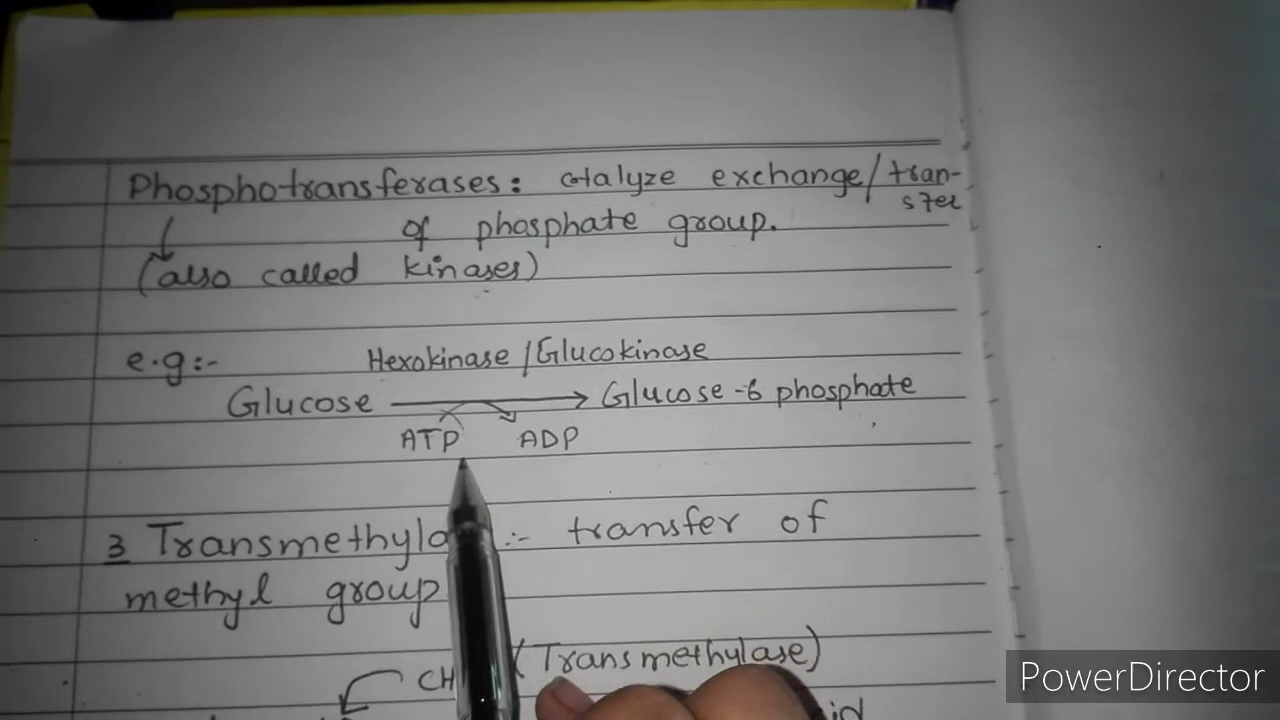 Phosphotransferases: catalyze exchange/tran-
sfer
of phosphate group.
(also called kinases)
e.g:-
Hexokinase/Glucokinase
Glucose → Glucose-6 phosphate
ATP ADP
3 Transmethyla :- transfer of
methyl group
CH (Transmethylase)
PowerDirector